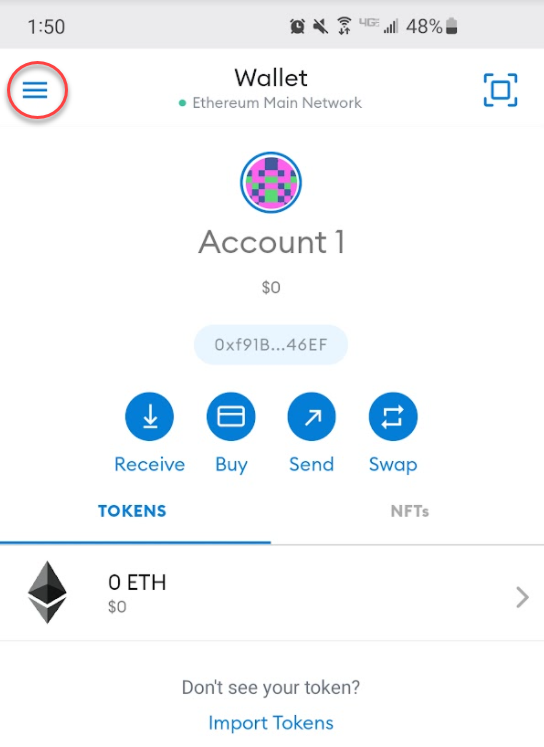 1:50 4GE 48%
Wallet
Ethereum Main Network
Account 1
$0
0xf91B...46EF
Receive Buy Send Swap
TOKENS NFTs
0 ETH
$0
Don't see your token?
Import Tokens